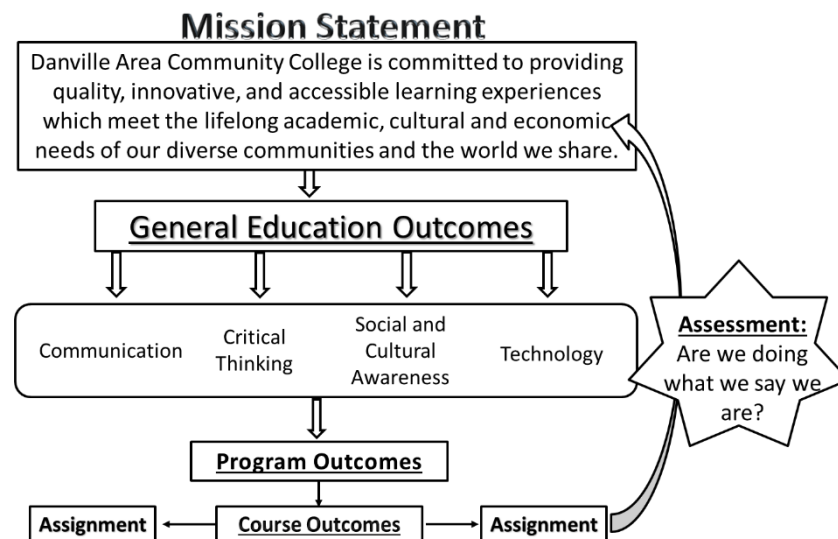 Mission Statement
Danville Area Community College is committed to providing
quality, innovative, and accessible learning experiences
which meet the lifelong academic, cultural and economic
needs of our diverse communities and the world we share.
General Education Outcomes
Communication
Critical
Thinking
Social and
Cultural
Awareness
Technology
Assessment:
Are we doing
what we say we
are?
Program Outcomes
Assignment
Course Outcomes
Assignment